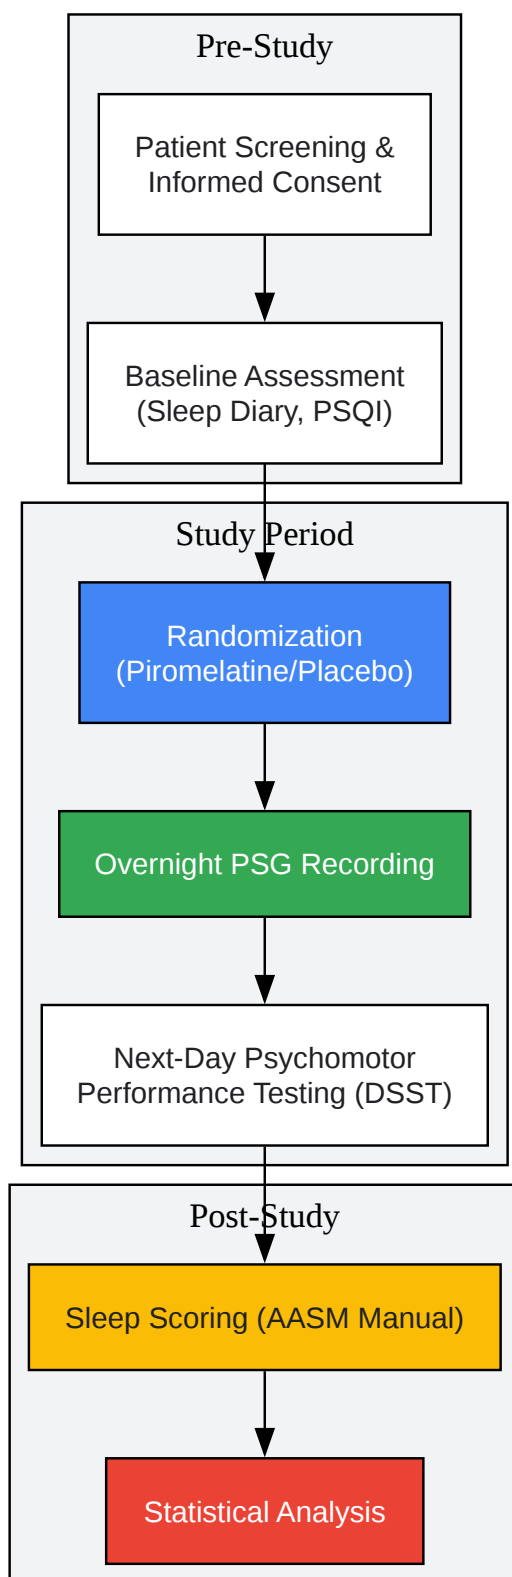 Pre-Study
Patient Screening &
Informed Consent
Baseline Assessment
(Sleep Diary, PSQI)
Study Period
Randomization
(Piromelatine/Placebo)
Overnight PSG Recording
Next-Day Psychomotor
Performance Testing (DSST)
Post-Study
Sleep Scoring (AASM Manual)
Statistical Analysis